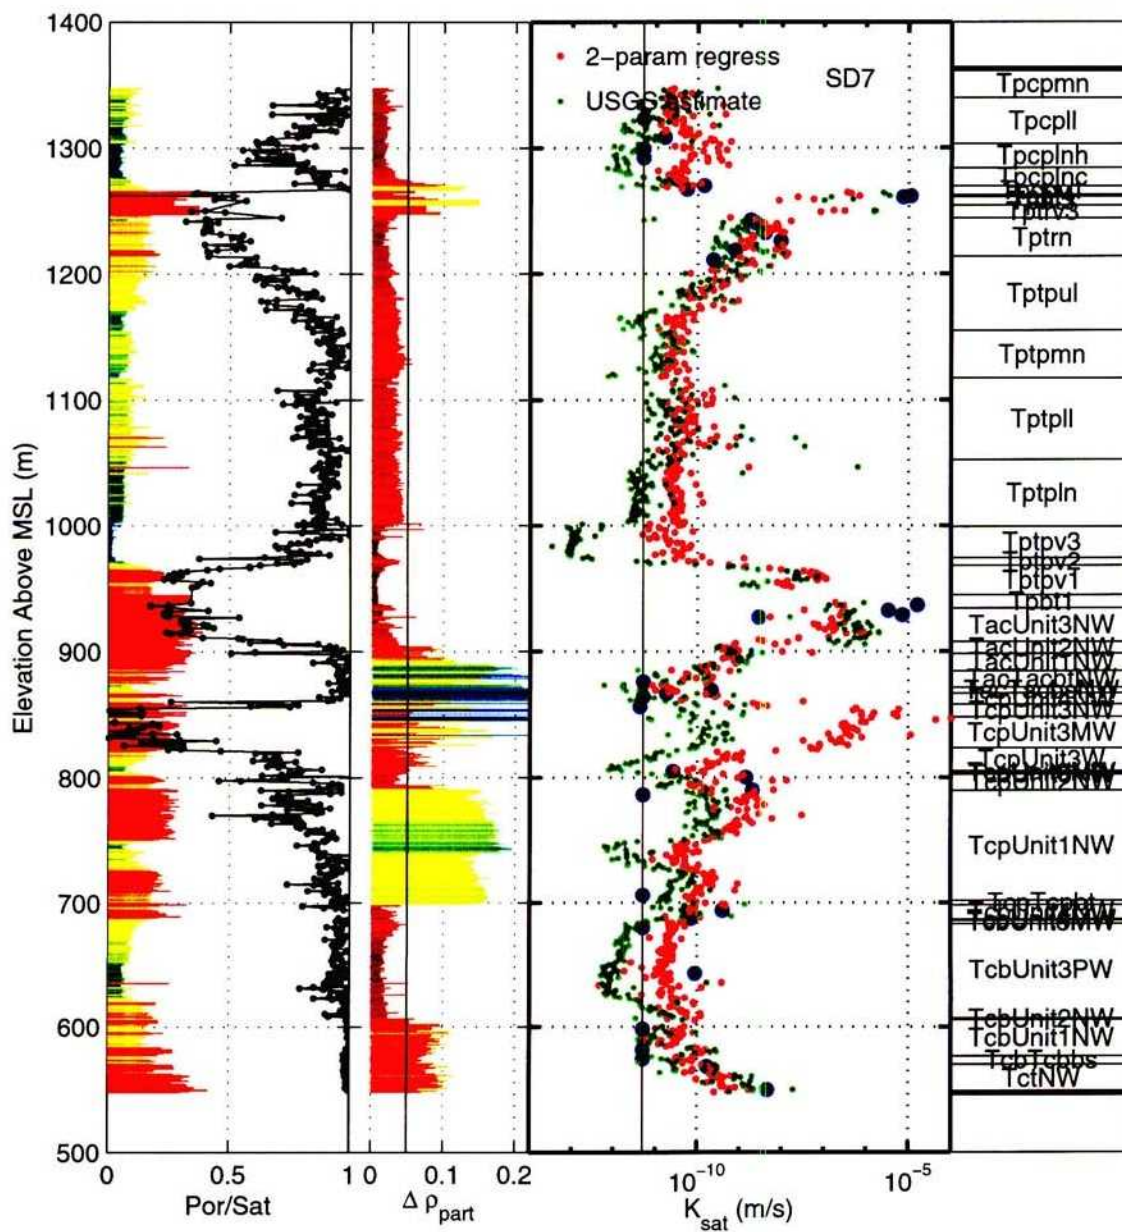 1400
1300
1200
1100
1000
900
800
700
600
500
Elevation Above MSL (m)
0
0.5
1
Por/Sat
0
0.1
0.2
Δ ρpart
2-param regress
USGS estimate
SD7
10^-10
10^-5
Ksat (m/s)
Tpcpmn
Tpcpll
Tpcplnh
Tpcplnc
Tptrv3
Tptrn
Tptpul
Tptpmn
Tptpll
Tptpln
Tptpv3
Tptpv2
Tptpv1
Tpbt1
TacUnit3NW
TacUnit2NW
TacUnit1NW
TcpUnit3NW
TcpUnit3MW
TcpUnit3W
TcpUnit2NW
TcpUnit1NW
TcbUnit3PW
TcbUnit2NW
TcbUnit1NW
TcbTcbbs
TctNW